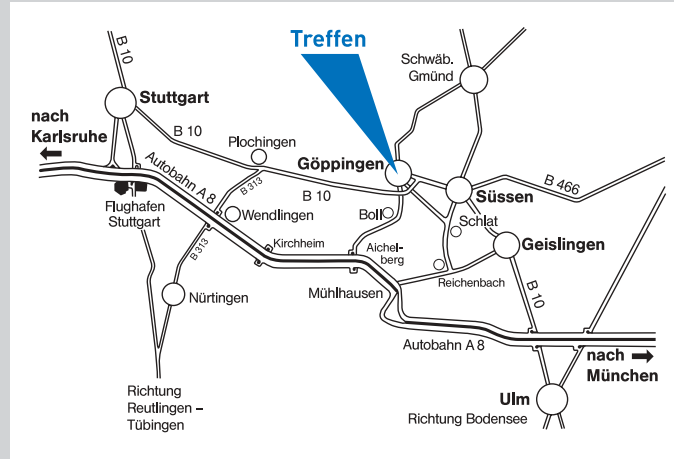 B 10
Treffen
Schwäb.
Gmünd
Stuttgart
nach
Karlsruhe
B 10
Plochingen
Göppingen
Autobahn A 8
B 313
B 10
Süssen
B 466
Flughafen
Stuttgart
Wendlingen
Boll
Schlat
Geislingen
B 313
Kirchheim
Aichel-
berg
Reichenbach
Nürtingen
Mühlhausen
B 10
Autobahn A 8
nach
München
Richtung
Reutlingen –
Tübingen
Ulm
Richtung Bodensee